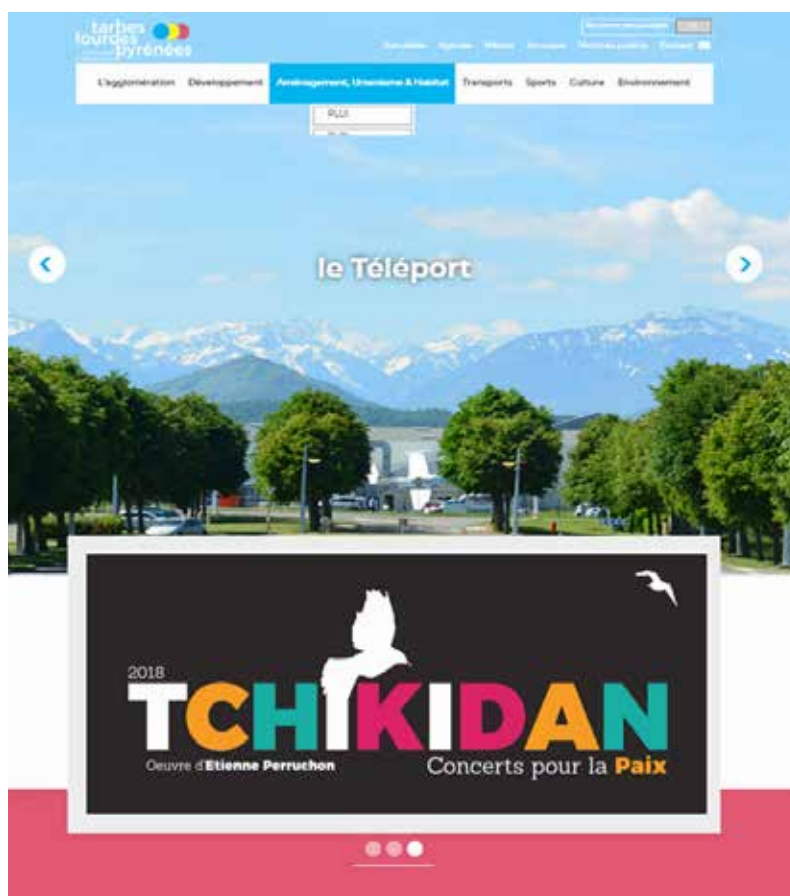 tarbes
lourdes
pyrénées
Actualités Agenda Vidéos Annuaire Marchés publics Contact
L'agglomération Développement Aménagement, Urbanisme & Habitat Transports Sports Culture Environnement
PLUi
le Téléport
2018
TCHIKIDAN
Oeuvre d'Etienne Perruchon
Concerts pour la Paix